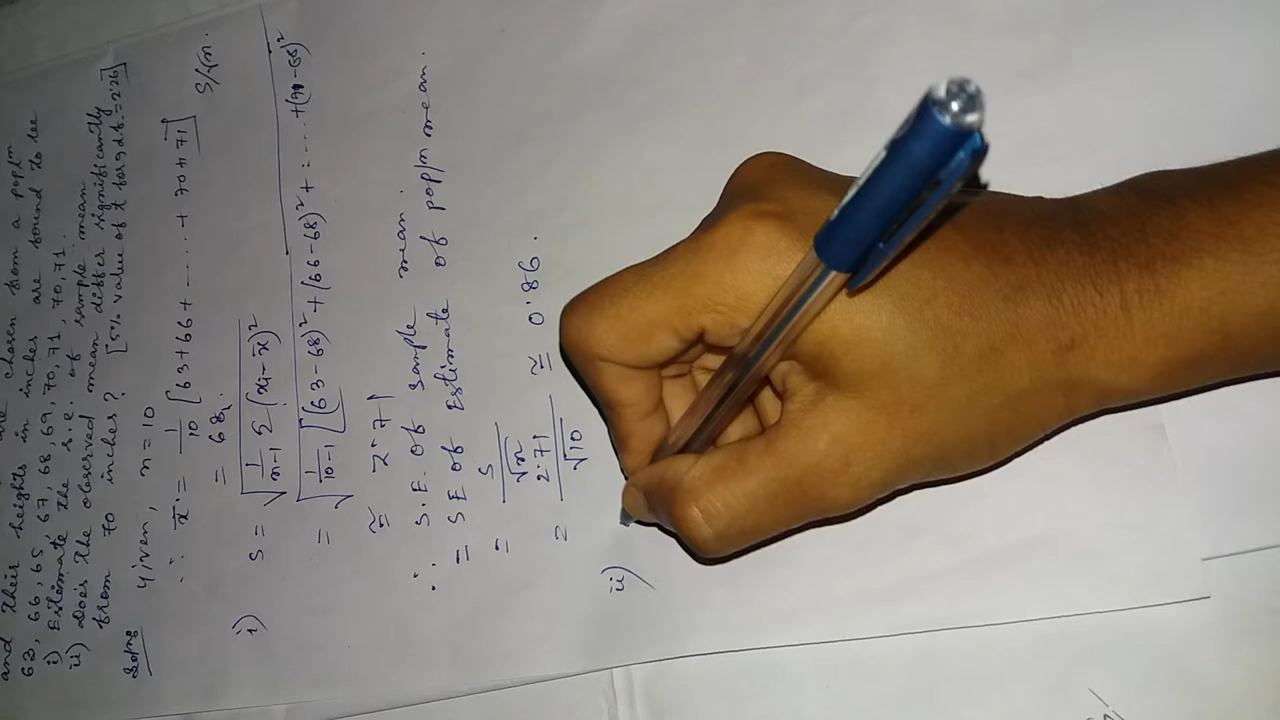 chosen from a pop/n
and their heights in inches are found to be
63, 66, 65, 67, 68, 69, 70, 71, 70, 71.
i) Estimate the s.e. of sample mean
ii) Does the observed mean differ significantly
from 70 inches? [5% value of t for 9 d.f. = 2.26]
Solng Given, n = 10
∴ x̄ = 1/10 [63+66+ - ---- + 70+71]
= 68.
S/√n.
i) s = √(1/n-1 Σ(xi-x̄)²)
= √(1/10-1 [(63-68)²+(66-68)²+ ---- +(71-68)²
≅ 2.71
∴ S.E. of sample mean
= SE of Estimate of pop/n mean.
= s/√n
= 2.71/√10 ≅ 0.86.
ii)